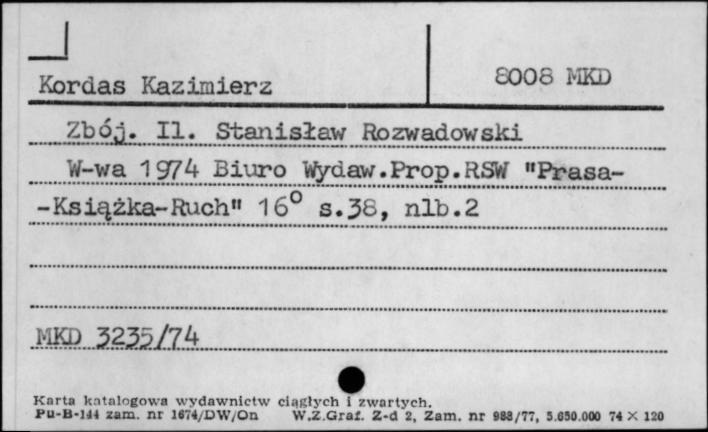 Kordas Kazimierz
8008 MKD
Zbój. Il. Stanisław Rozwadowski
W-wa 1974 Biuro Wydaw.Prop.RSW "Prasa-
-Książka-Ruch" 16° s.38, nlb.2
MKD 3235/74
Karta katalogowa wydawnictw ciągłych i zwartych.
Pu-B-144 zam. nr 1674/DW/On W.Z.Graf. Z-d 2, Zam. nr 988/77, 5.650.000 74 × 120